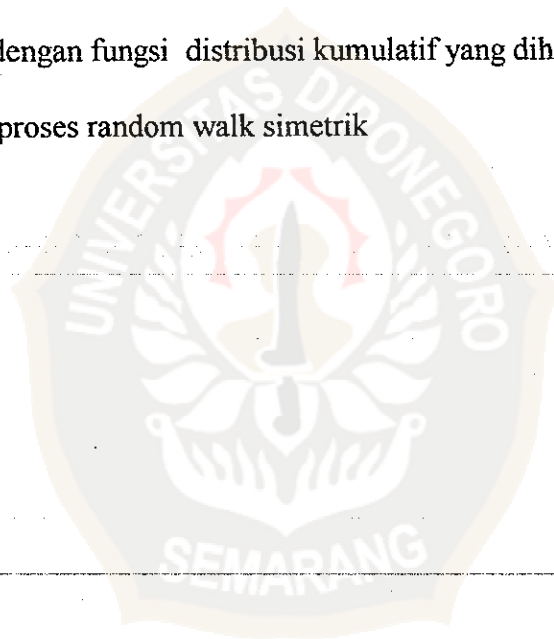 dengan fungsi distribusi kumulatif yang dih
proses random walk simetrik
UNIVERSITAS DIPONEGORO
SEMARANG